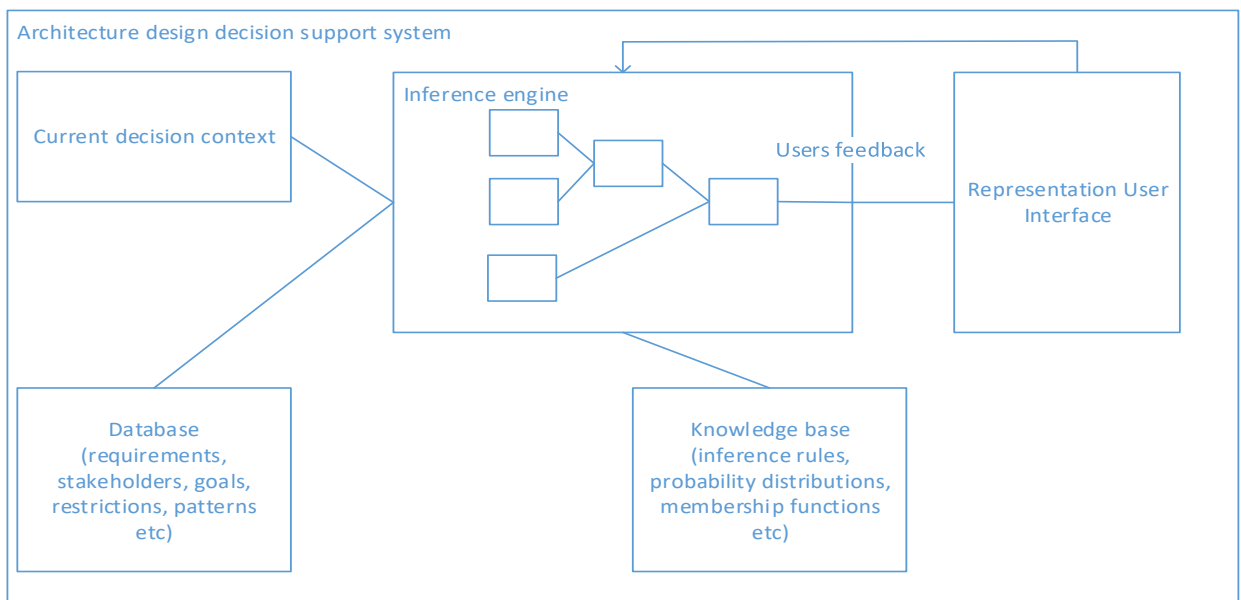 Architecture design decision support system
Current decision context
Inference engine
Users feedback
Representation User
Interface
Database
(requirements,
stakeholders, goals,
restrictions, patterns
etc)
Knowledge base
(inference rules,
probability distributions,
membership functions
etc)